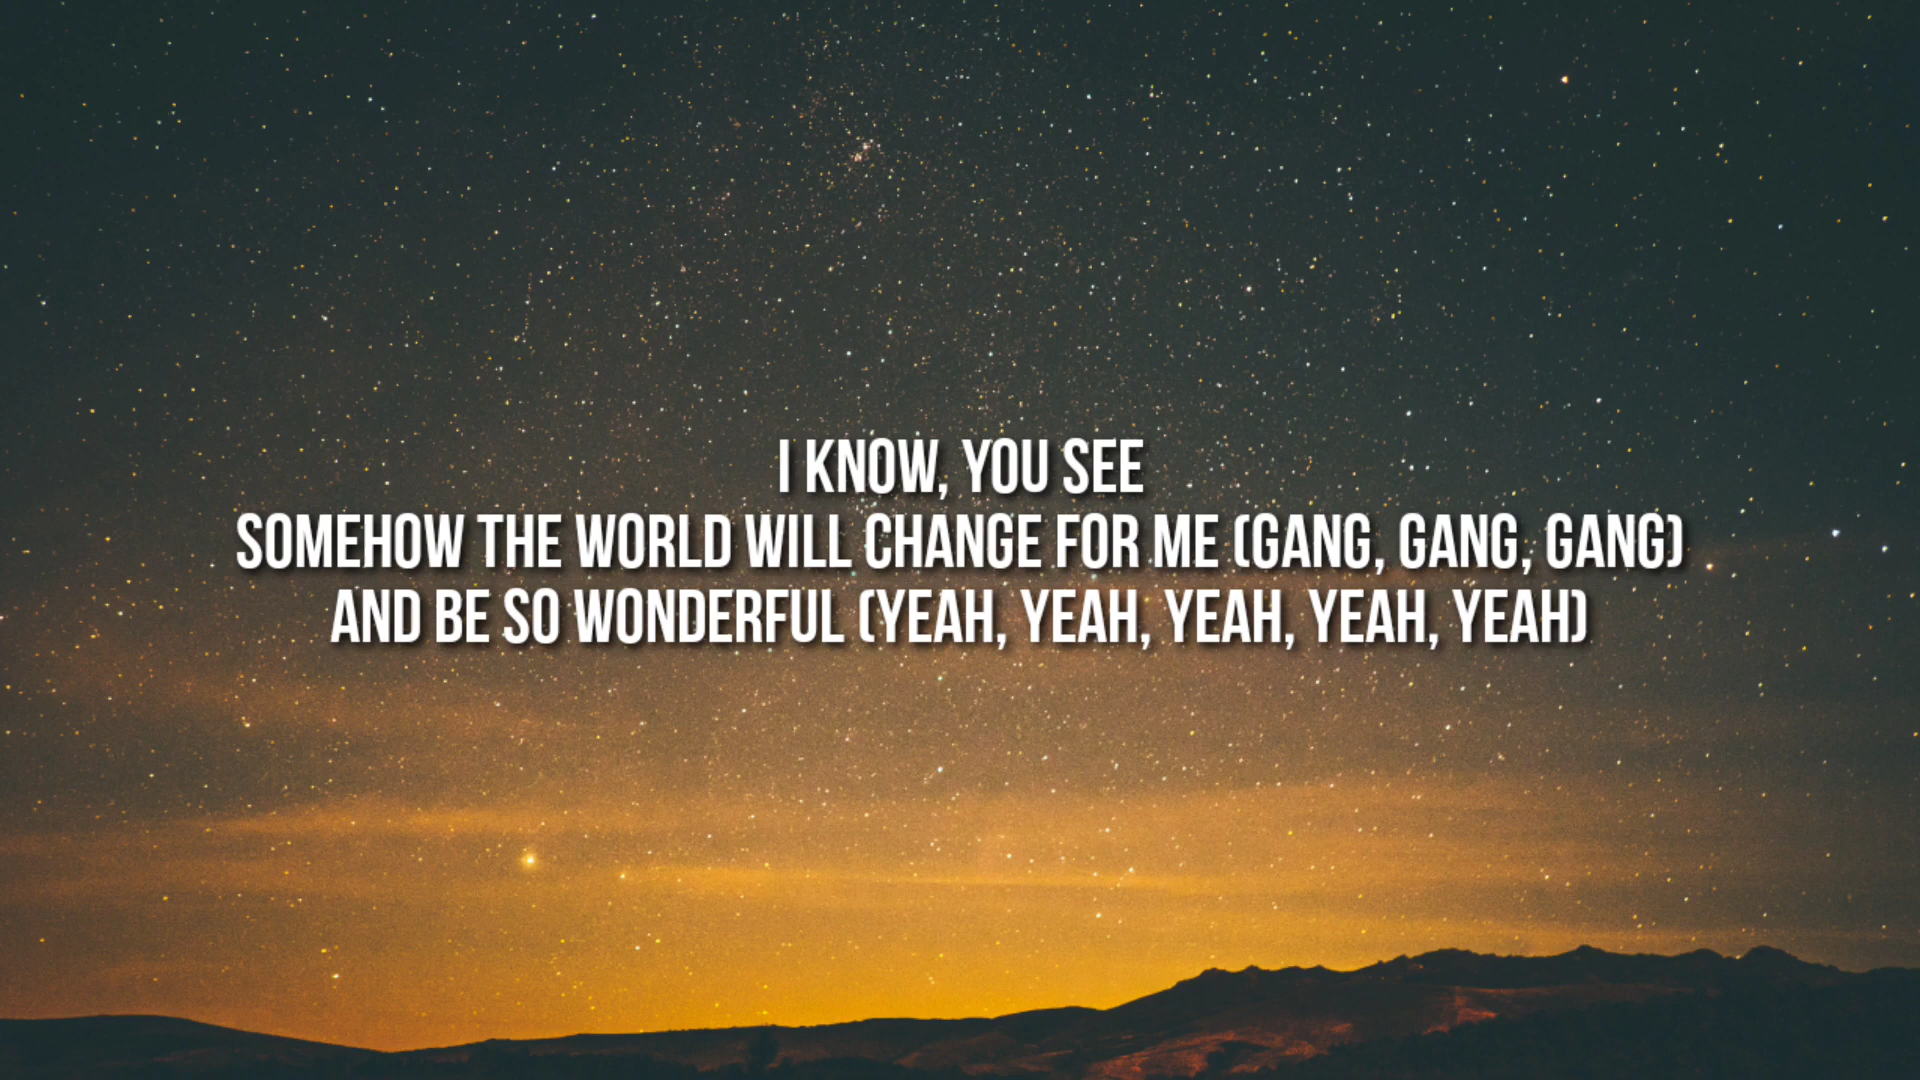 I KNOW, YOU SEE
SOMEHOW THE WORLD WILL CHANGE FOR ME (GANG, GANG, GANG)
AND BE SO WONDERFUL (YEAH, YEAH, YEAH, YEAH, YEAH)